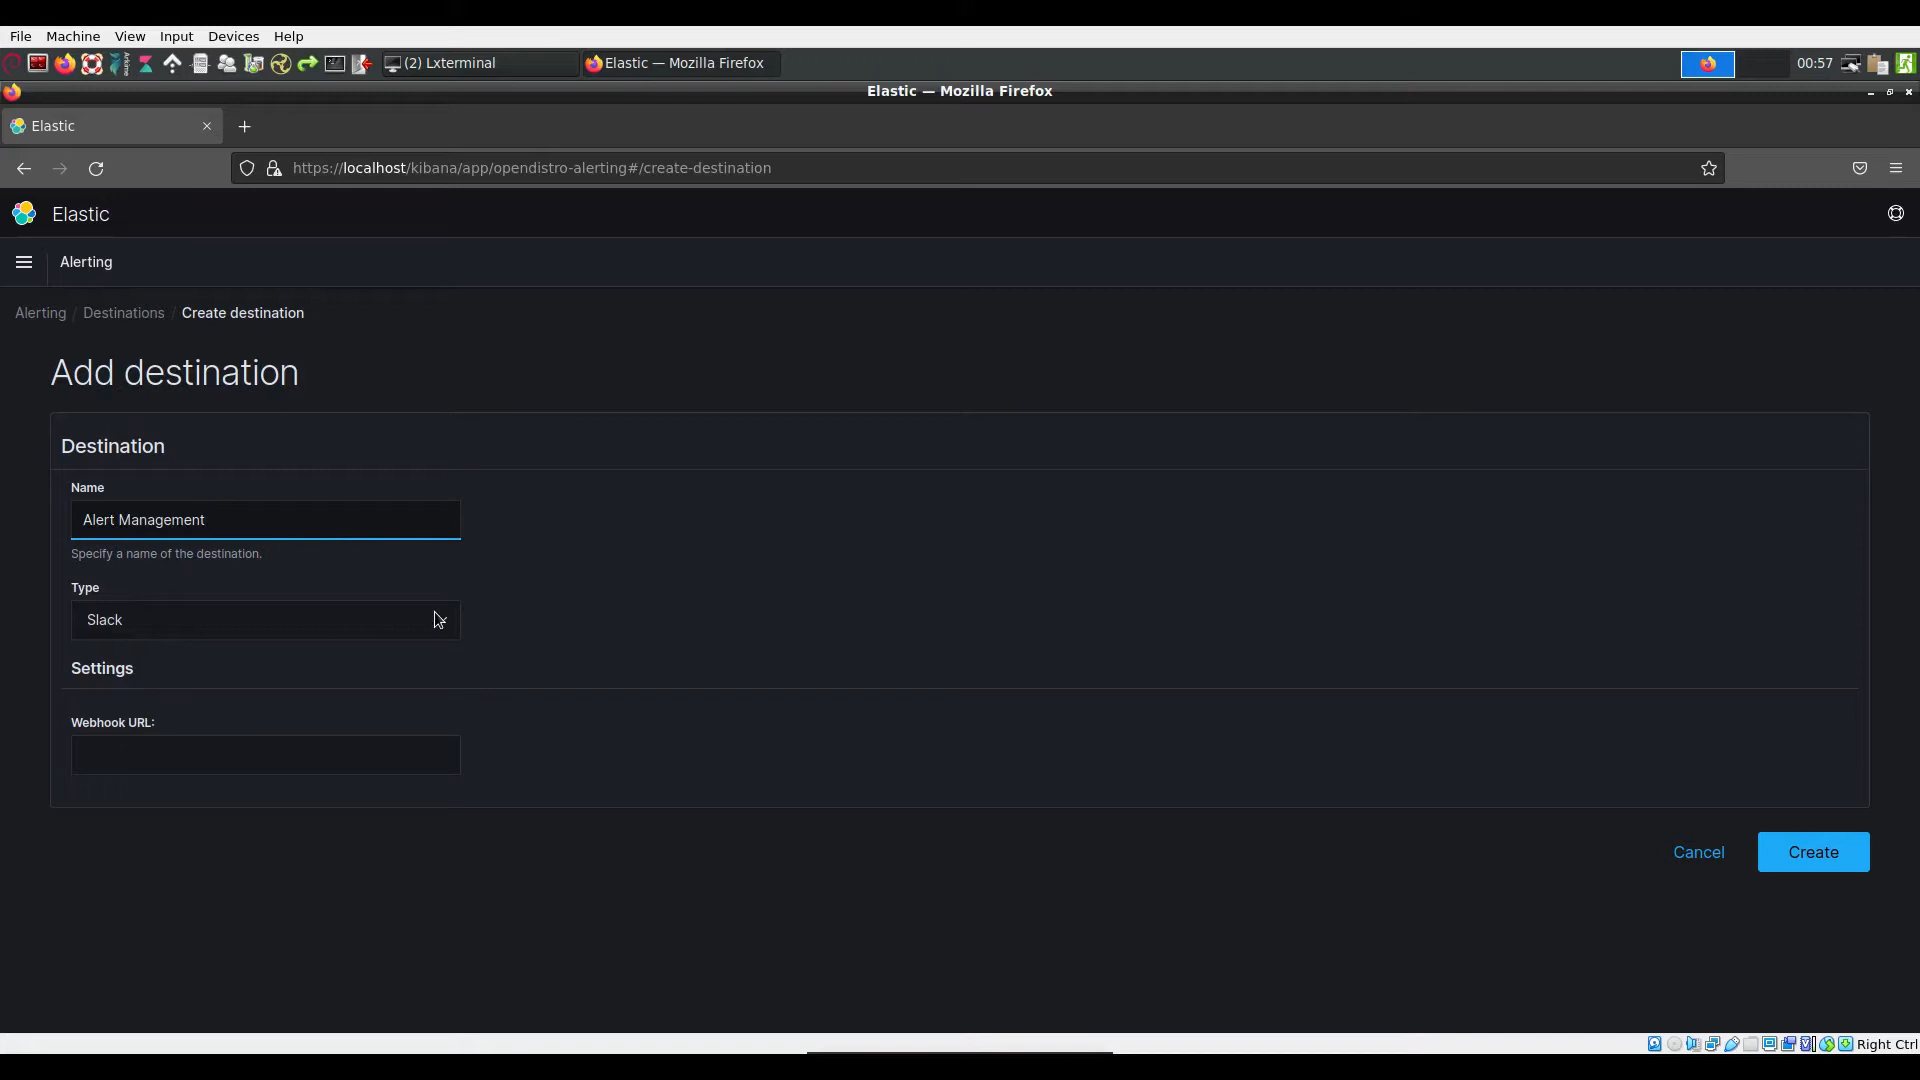 File Machine View Input Devices Help
(2) Lxterminal Elastic — Mozilla Firefox 00:57
Elastic — Mozilla Firefox
Elastic
https://localhost/kibana/app/opendistro-alerting#/create-destination
Elastic
Alerting
Alerting / Destinations / Create destination
Add destination
Destination
Name
Alert Management
Specify a name of the destination.
Type
Slack
Settings
Webhook URL:
Cancel Create
Right Ctrl